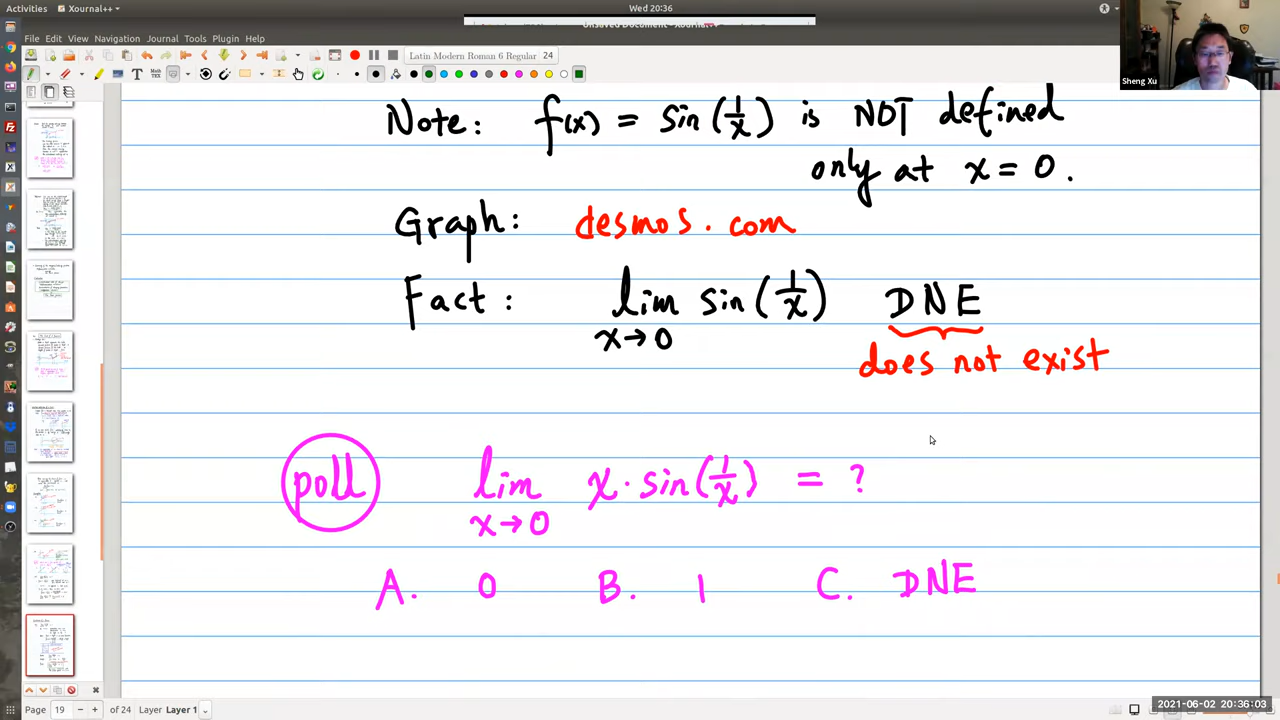 Activities Xournal++ Wed 20:36
Unsaved Document - Xournal++
File Edit View Navigation Journal Tools Plugin Help
Latin Modern Roman 6 Regular 24
Sheng Xu
Note: f(x) = sin(1/x) is NOT defined
only at x = 0.
Graph: desmos.com
Fact: lim sin(1/x) DNE
x→0
does not exist
poll lim x·sin(1/x) = ?
x→0
A. 0 B. 1 C. DNE
Page 19 - + of 24 Layer Layer 1
2021-06-02 20:36:03